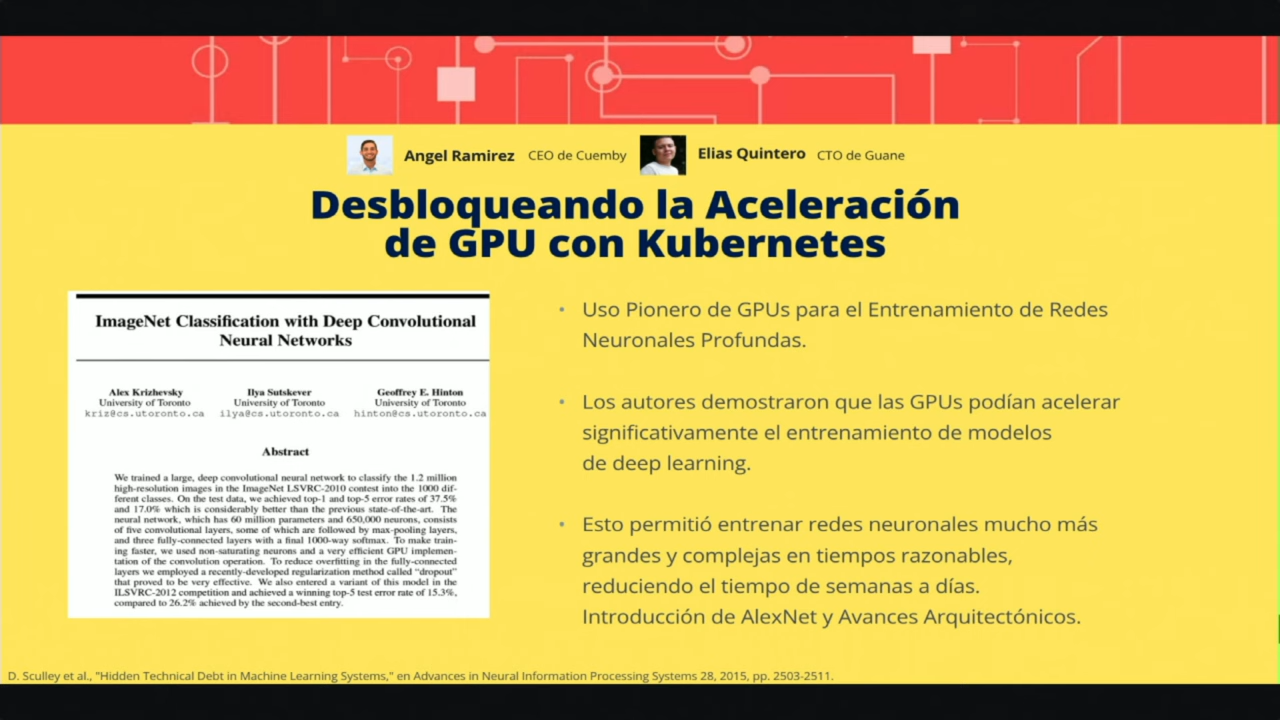 Angel Ramirez CEO de Cuemby Elias Quintero CTO de Guane
Desbloqueando la Aceleración
de GPU con Kubernetes
ImageNet Classification with Deep Convolutional
Neural Networks
Alex Krizhevsky
University of Toronto
kriz@cs.utoronto.ca
Ilya Sutskever
University of Toronto
ilya@cs.utoronto.ca
Geoffrey E. Hinton
University of Toronto
hinton@cs.utoronto.ca
Abstract
We trained a large, deep convolutional neural network to classify the 1.2 million
high-resolution images in the ImageNet LSVRC-2010 contest into the 1000 dif-
ferent classes. On the test data, we achieved top-1 and top-5 error rates of 37.5%
and 17.0% which is considerably better than the previous state-of-the-art. The
neural network, which has 60 million parameters and 650,000 neurons, consists
of five convolutional layers, some of which are followed by max-pooling layers,
and three fully-connected layers with a final 1000-way softmax. To make train-
ing faster, we used non-saturating neurons and a very efficient GPU implemen-
tation of the convolution operation. To reduce overfitting in the fully-connected
layers we employed a recently-developed regularization method called “dropout”
that proved to be very effective. We also entered a variant of this model in the
ILSVRC-2012 competition and achieved a winning top-5 test error rate of 15.3%,
compared to 26.2% achieved by the second-best entry.
• Uso Pionero de GPUs para el Entrenamiento de Redes
Neuronales Profundas.
• Los autores demostraron que las GPUs podían acelerar
significativamente el entrenamiento de modelos
de deep learning.
• Esto permitió entrenar redes neuronales mucho más
grandes y complejas en tiempos razonables,
reduciendo el tiempo de semanas a días.
Introducción de AlexNet y Avances Arquitectónicos.
D. Sculley et al., "Hidden Technical Debt in Machine Learning Systems," en Advances in Neural Information Processing Systems 28, 2015, pp. 2503-2511.